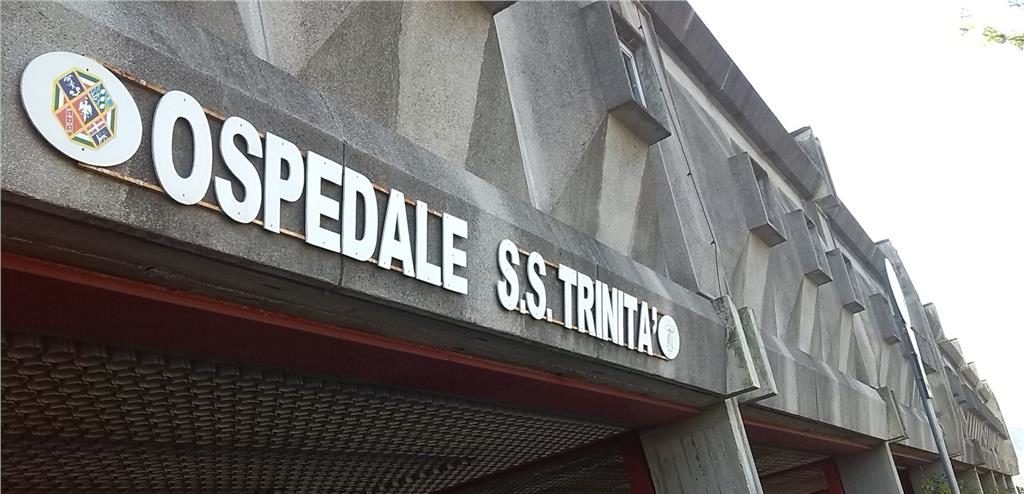 OSPEDALE S.S. TRINITA'